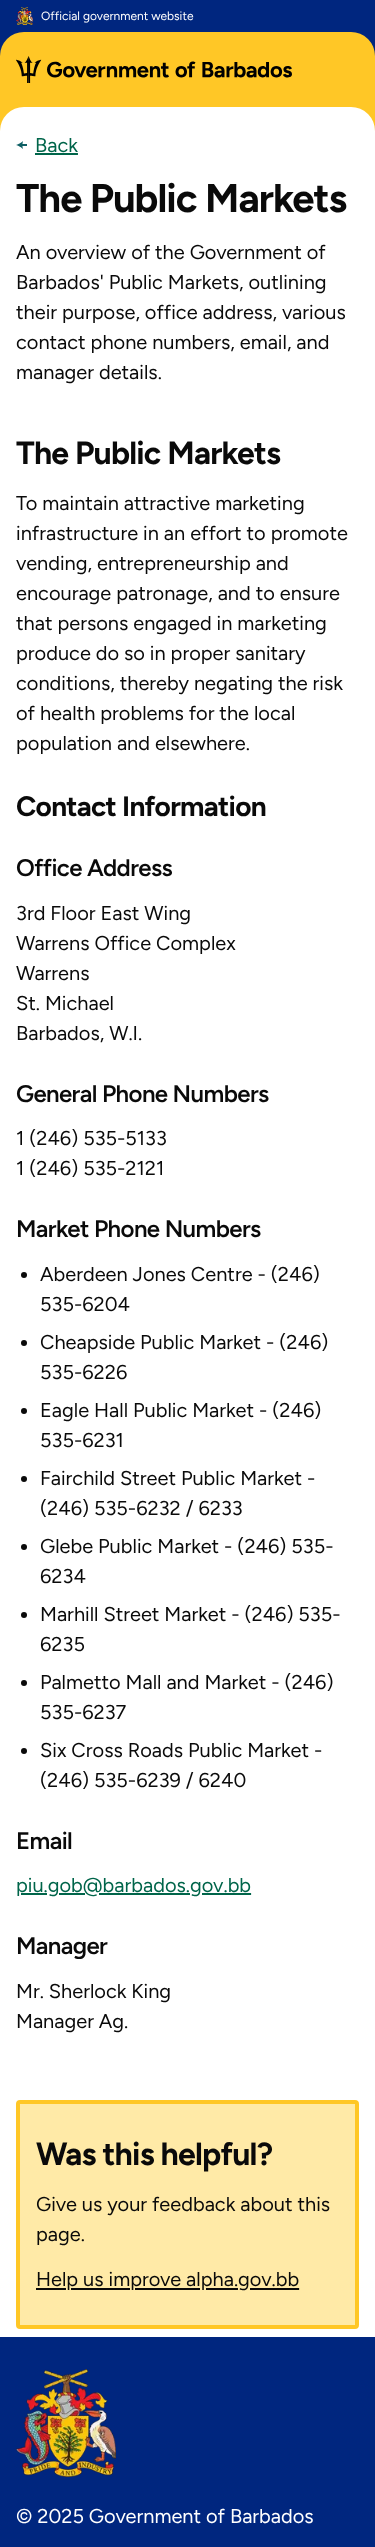 Official government website
Government of Barbados
Back
The Public Markets
An overview of the Government of
Barbados' Public Markets, outlining
their purpose, office address, various
contact phone numbers, email, and
manager details.
The Public Markets
To maintain attractive marketing
infrastructure in an effort to promote
vending, entrepreneurship and
encourage patronage, and to ensure
that persons engaged in marketing
produce do so in proper sanitary
conditions, thereby negating the risk
of health problems for the local
population and elsewhere.
Contact Information
Office Address
3rd Floor East Wing
Warrens Office Complex
Warrens
St. Michael
Barbados, W.I.
General Phone Numbers
1 (246) 535-5133
1 (246) 535-2121
Market Phone Numbers
• Aberdeen Jones Centre - (246)
535-6204
• Cheapside Public Market - (246)
535-6226
• Eagle Hall Public Market - (246)
535-6231
• Fairchild Street Public Market -
(246) 535-6232 / 6233
• Glebe Public Market - (246) 535-
6234
• Marhill Street Market - (246) 535-
6235
• Palmetto Mall and Market - (246)
535-6237
• Six Cross Roads Public Market -
(246) 535-6239 / 6240
Email
piu.gob@barbados.gov.bb
Manager
Mr. Sherlock King
Manager Ag.
Was this helpful?
Give us your feedback about this
page.
Help us improve alpha.gov.bb
PRIDE AND INDUSTRY
© 2025 Government of Barbados